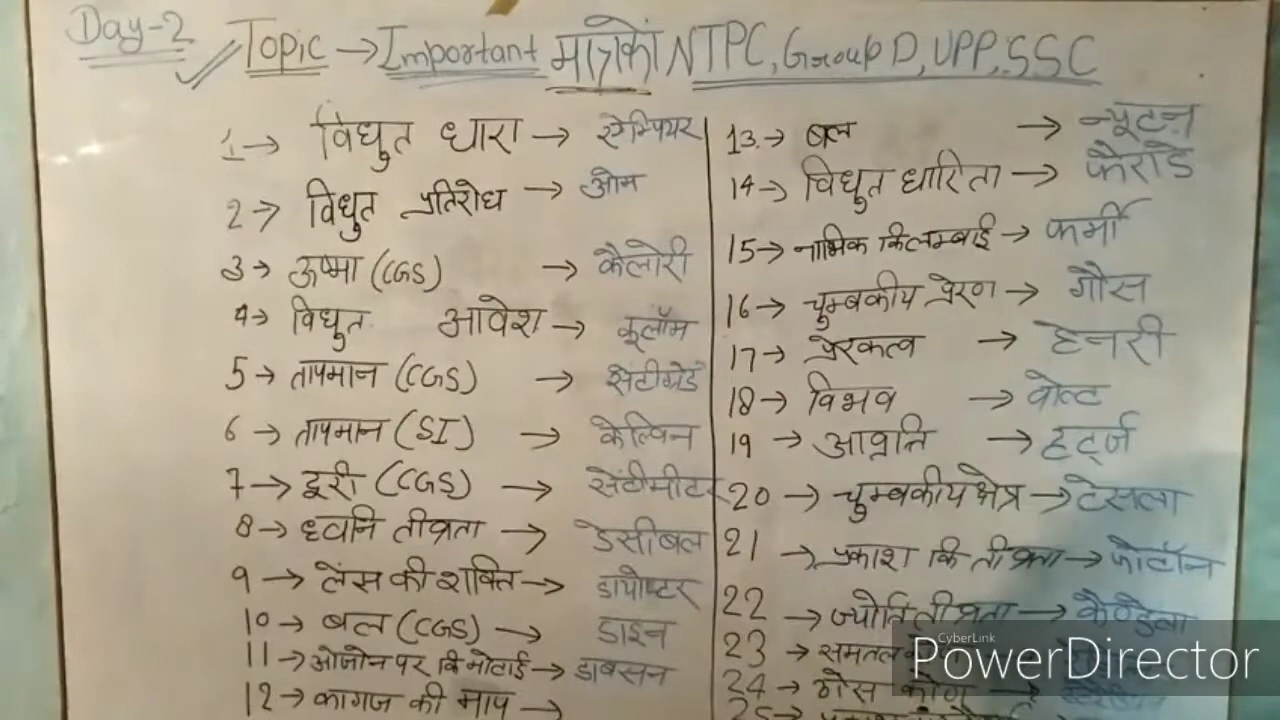 Day-2
Topic → Important मात्रकों NTPC, Group D, UPP, SSC
1 → विधुत धारा → ऐम्पियर
2 → विधुत प्रतिरोध → ओम
3 → ऊष्मा (CGS) → कैलोरी
4 → विधुत आवेश → कूलॉम
5 → तापमान (CGS) → सेंटीग्रेड
6 → तापमान (SI) → केल्विन
7 → दूरी (CGS) → सेंटीमीटर
8 → ध्वनि तीव्रता → डेसीबल
9 → लेंस की शक्ति → डायोप्टर
10 → बल (CGS) → डाइन
11 → ओजोन पर कि मोटाई → डाबसन
12 → कागज की माप →
13. → बल → न्यूटन
14 → विधुत धारिता → फैराडे
15 → नाभिक कि लम्बाई → फर्मी
16 → चुम्बकीय प्रेरण → गौस
17 → प्रेरकत्व → हेनरी
18 → विभव → वोल्ट
19 → आवृत्ति → हर्ट्ज
20 → चुम्बकीय क्षेत्र → टेसला
21 → प्रकाश कि तीव्रता → फोटॉन
22 → ज्योति तीव्रता → कैण्डेला
23 → समतल
24 → ठोस कोण →
25 →
CyberLink
PowerDirector